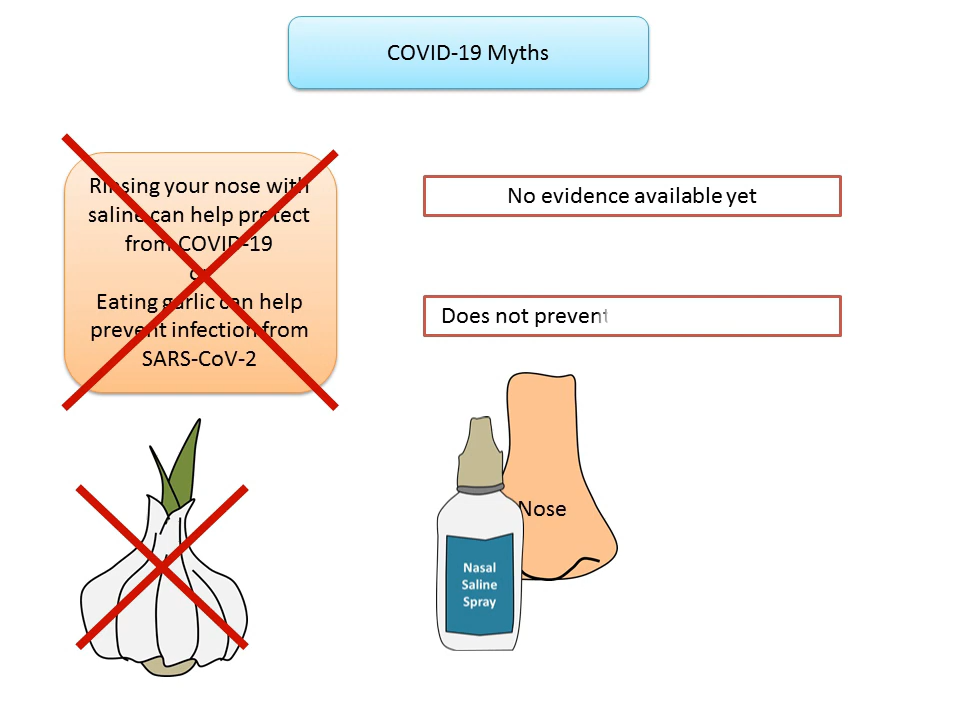 COVID-19 Myths
Rinsing your nose with
saline can help protect
from COVID-19
or
Eating garlic can help
prevent infection from
SARS-CoV-2
No evidence available yet
Does not prevent
Nose
Nasal
Saline
Spray